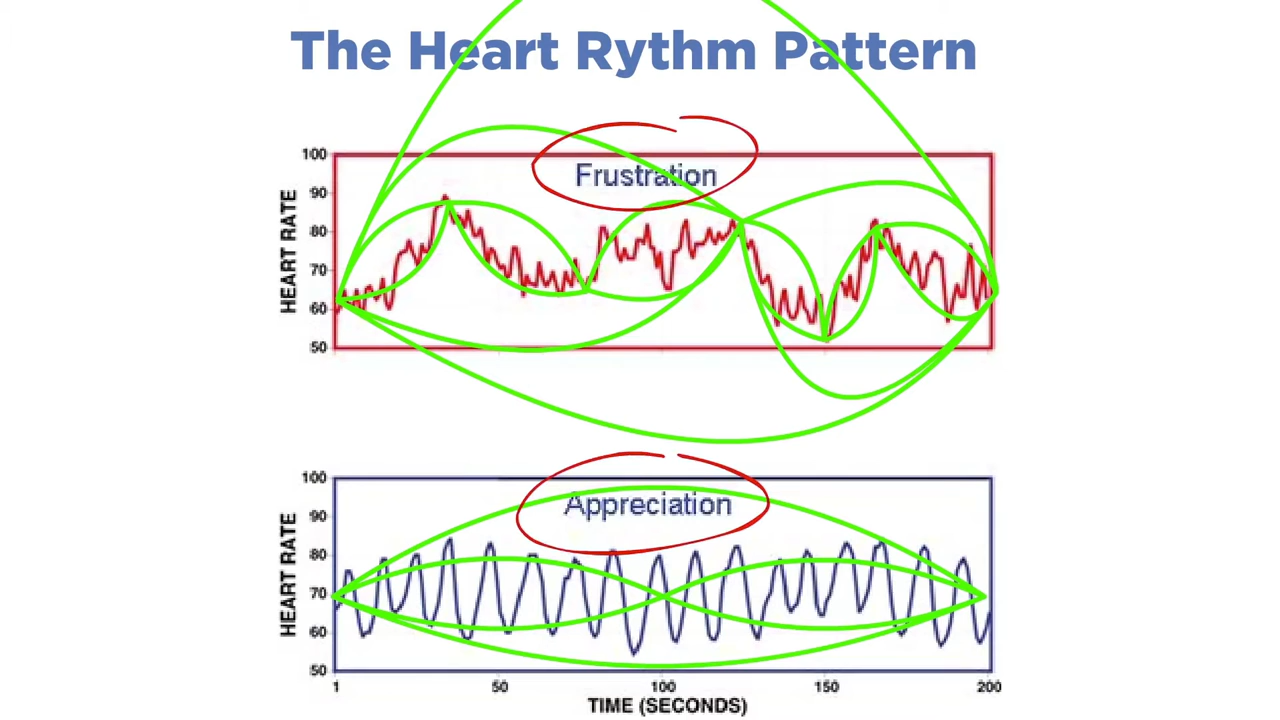 The Heart Rythm Pattern
Frustration
HEART RATE
100
90
80
70
60
50
Appreciation
HEART RATE
100
90
80
70
60
50
1 50 100 150 200
TIME (SECONDS)